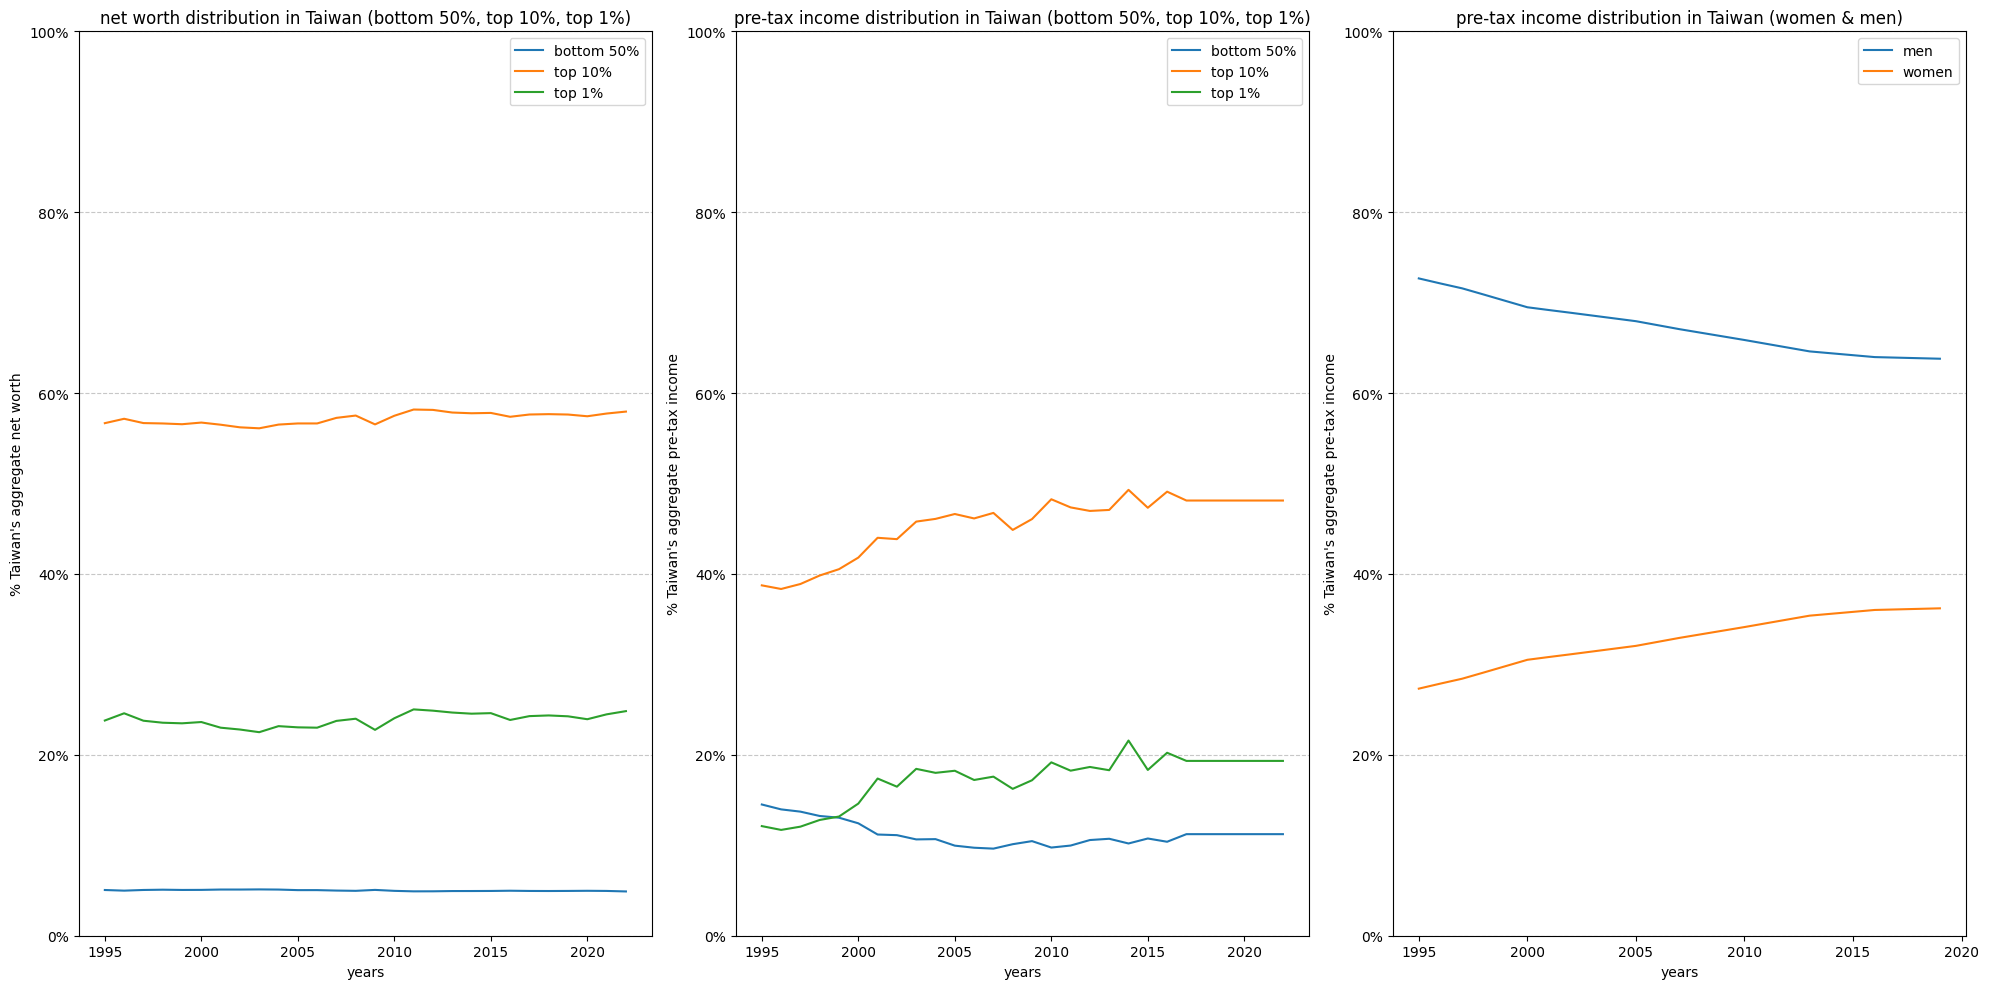 net worth distribution in Taiwan (bottom 50%, top 10%, top 1%)
bottom 50%
top 10%
top 1%
100%
80%
60%
40%
20%
0%
% Taiwan's aggregate net worth
1995
2000
2005
2010
2015
2020
years
pre-tax income distribution in Taiwan (bottom 50%, top 10%, top 1%)
bottom 50%
top 10%
top 1%
100%
80%
60%
40%
20%
0%
% Taiwan's aggregate pre-tax income
1995
2000
2005
2010
2015
2020
years
pre-tax income distribution in Taiwan (women & men)
men
women
100%
80%
60%
40%
20%
0%
% Taiwan's aggregate pre-tax income
1995
2000
2005
2010
2015
2020
years